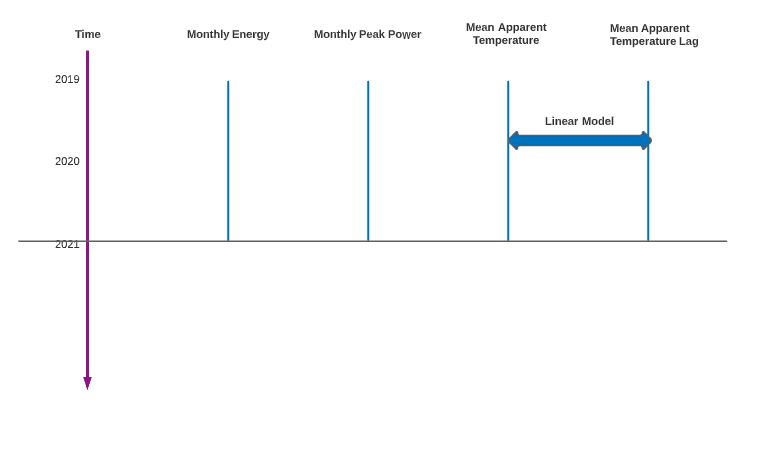 Time
Monthly Energy
Monthly Peak Power
Mean Apparent
Temperature
Mean Apparent
Temperature Lag
2019
Linear Model
2020
2021